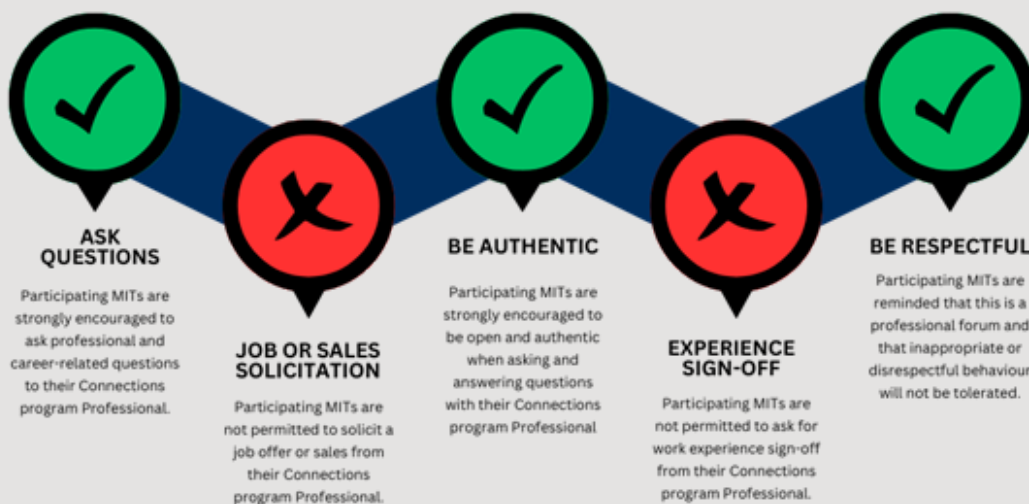 ASK
QUESTIONS
Participating MITs are
strongly encouraged to
ask professional and
career-related questions
to their Connections
program Professional.
JOB OR SALES
SOLICITATION
Participating MITs are
not permitted to solicit a
job offer or sales from
their Connections
program Professional.
BE AUTHENTIC
Participating MITs are
strongly encouraged to
be open and authentic
when asking and
answering questions
with their Connections
program Professional
EXPERIENCE
SIGN-OFF
Participating MITs are
not permitted to ask for
work experience sign-off
from their Connections
program Professional.
BE RESPECTFUL
Participating MITs are
reminded that this is a
professional forum and
that inappropriate or
disrespectful behaviour
will not be tolerated.